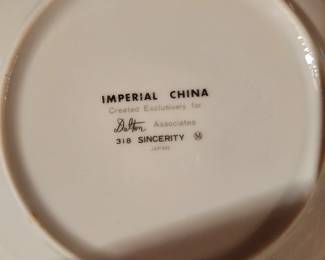 IMPERIAL CHINA
Created Exclusively for
Dalton Associates
318 SINCERITY Ⓜ
JAPAN